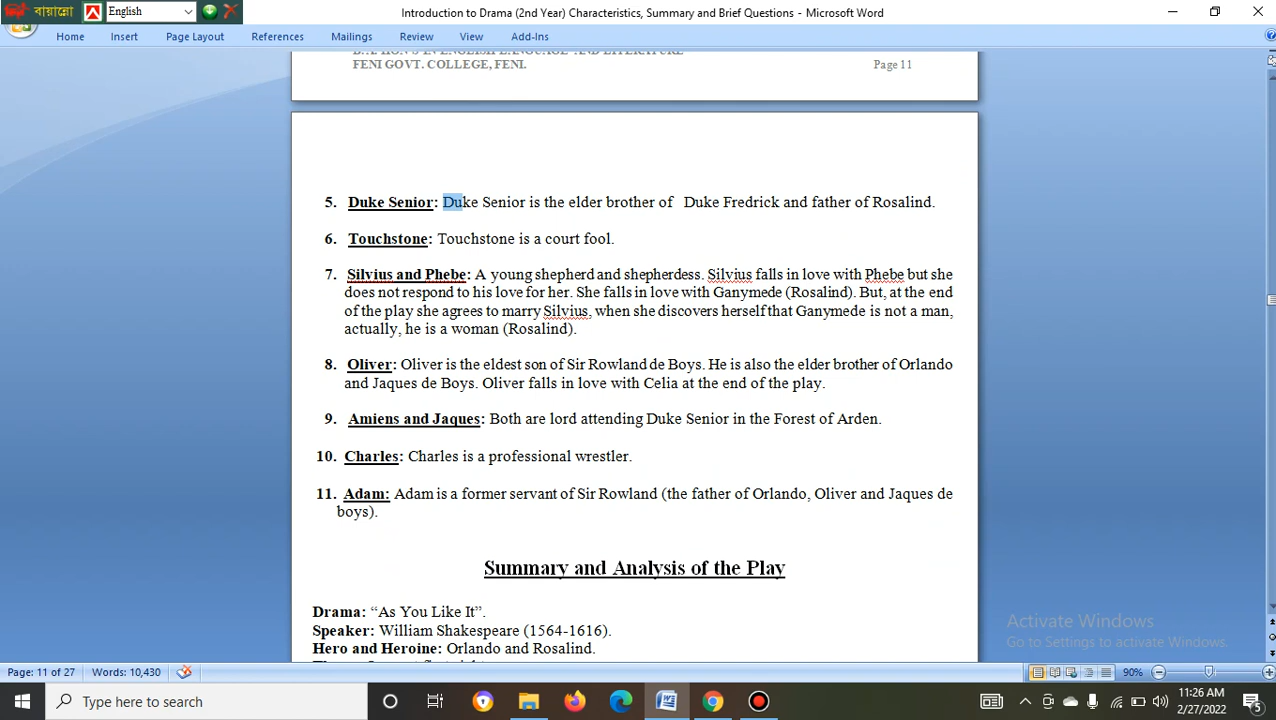 বায়ান্নো
English
Introduction to Drama (2nd Year) Characteristics, Summary and Brief Questions - Microsoft Word
Home Insert Page Layout References Mailings Review View Add-Ins
FENI GOVT. COLLEGE, FENI. Page 11
5. Duke Senior: Duke Senior is the elder brother of Duke Fredrick and father of Rosalind.
6. Touchstone: Touchstone is a court fool.
7. Silvius and Phebe: A young shepherd and shepherdess. Silvius falls in love with Phebe but she
does not respond to his love for her. She falls in love with Ganymede (Rosalind). But, at the end
of the play she agrees to marry Silvius, when she discovers herself that Ganymede is not a man,
actually, he is a woman (Rosalind).
8. Oliver: Oliver is the eldest son of Sir Rowland de Boys. He is also the elder brother of Orlando
and Jaques de Boys. Oliver falls in love with Celia at the end of the play.
9. Amiens and Jaques: Both are lord attending Duke Senior in the Forest of Arden.
10. Charles: Charles is a professional wrestler.
11. Adam: Adam is a former servant of Sir Rowland (the father of Orlando, Oliver and Jaques de
boys).
Summary and Analysis of the Play
Drama: “As You Like It”.
Speaker: William Shakespeare (1564-1616).
Hero and Heroine: Orlando and Rosalind.
Activate Windows
Go to Settings to activate Windows.
Page: 11 of 27 Words: 10,430 90%
Type here to search
11:26 AM
2/27/2022
5